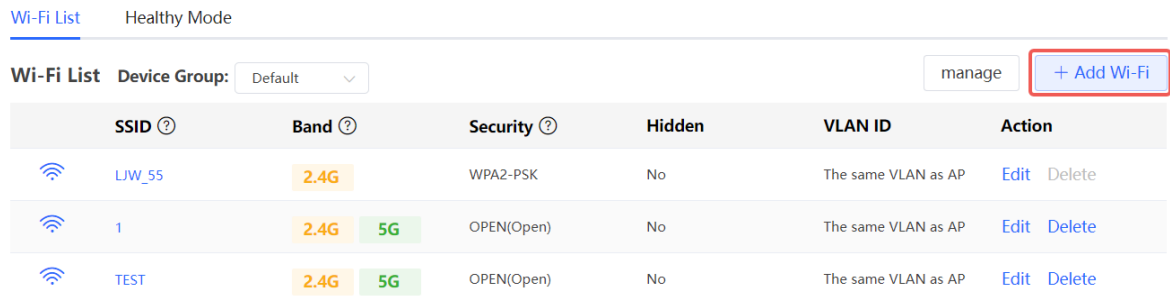 Wi-Fi List Healthy Mode
Wi-Fi List Device Group: Default manage + Add Wi-Fi
SSID ? Band ? Security ? Hidden VLAN ID Action
LJW_55 2.4G WPA2-PSK No The same VLAN as AP Edit Delete
1 2.4G 5G OPEN(Open) No The same VLAN as AP Edit Delete
TEST 2.4G 5G OPEN(Open) No The same VLAN as AP Edit Delete